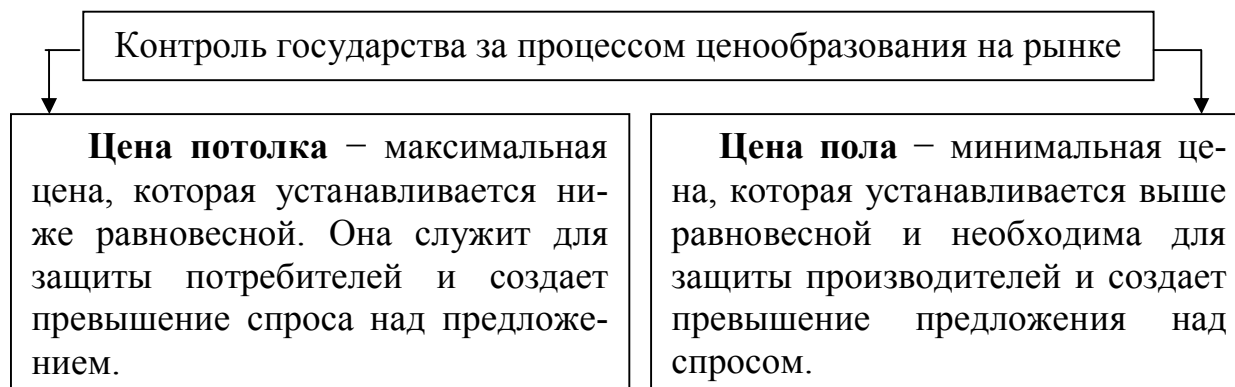 Контроль государства за процессом ценообразования на рынке
Цена потолка − максимальная
цена, которая устанавливается ни-
же равновесной. Она служит для
защиты потребителей и создает
превышение спроса над предложе-
нием.
Цена пола − минимальная це-
на, которая устанавливается выше
равновесной и необходима для
защиты производителей и создает
превышение предложения над
спросом.